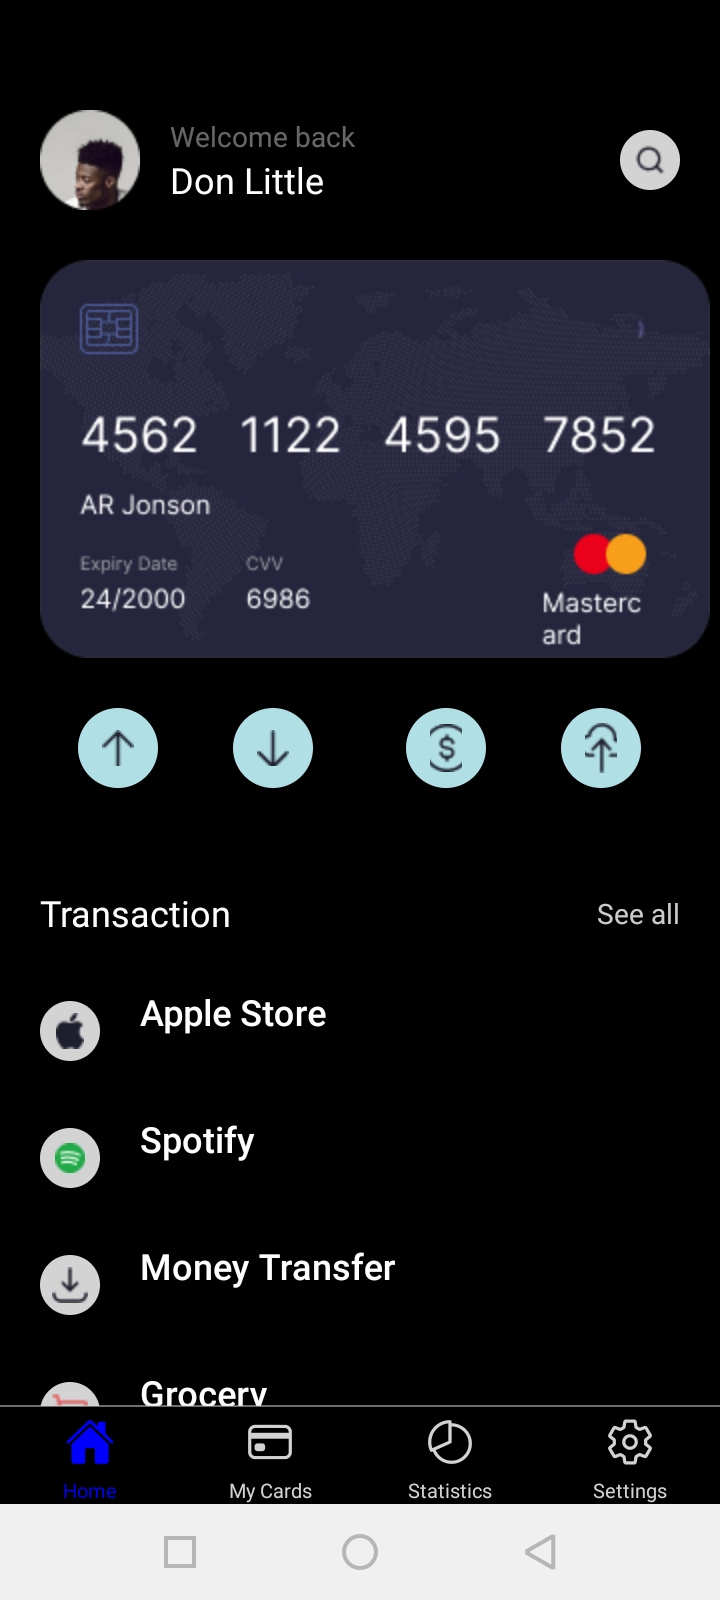 Welcome back
Don Little
4562 1122 4595 7852
AR Jonson
Expiry Date CVV
24/2000 6986
Masterc
ard
Transaction See all
Apple Store
Spotify
Money Transfer
Grocery
Home My Cards Statistics Settings